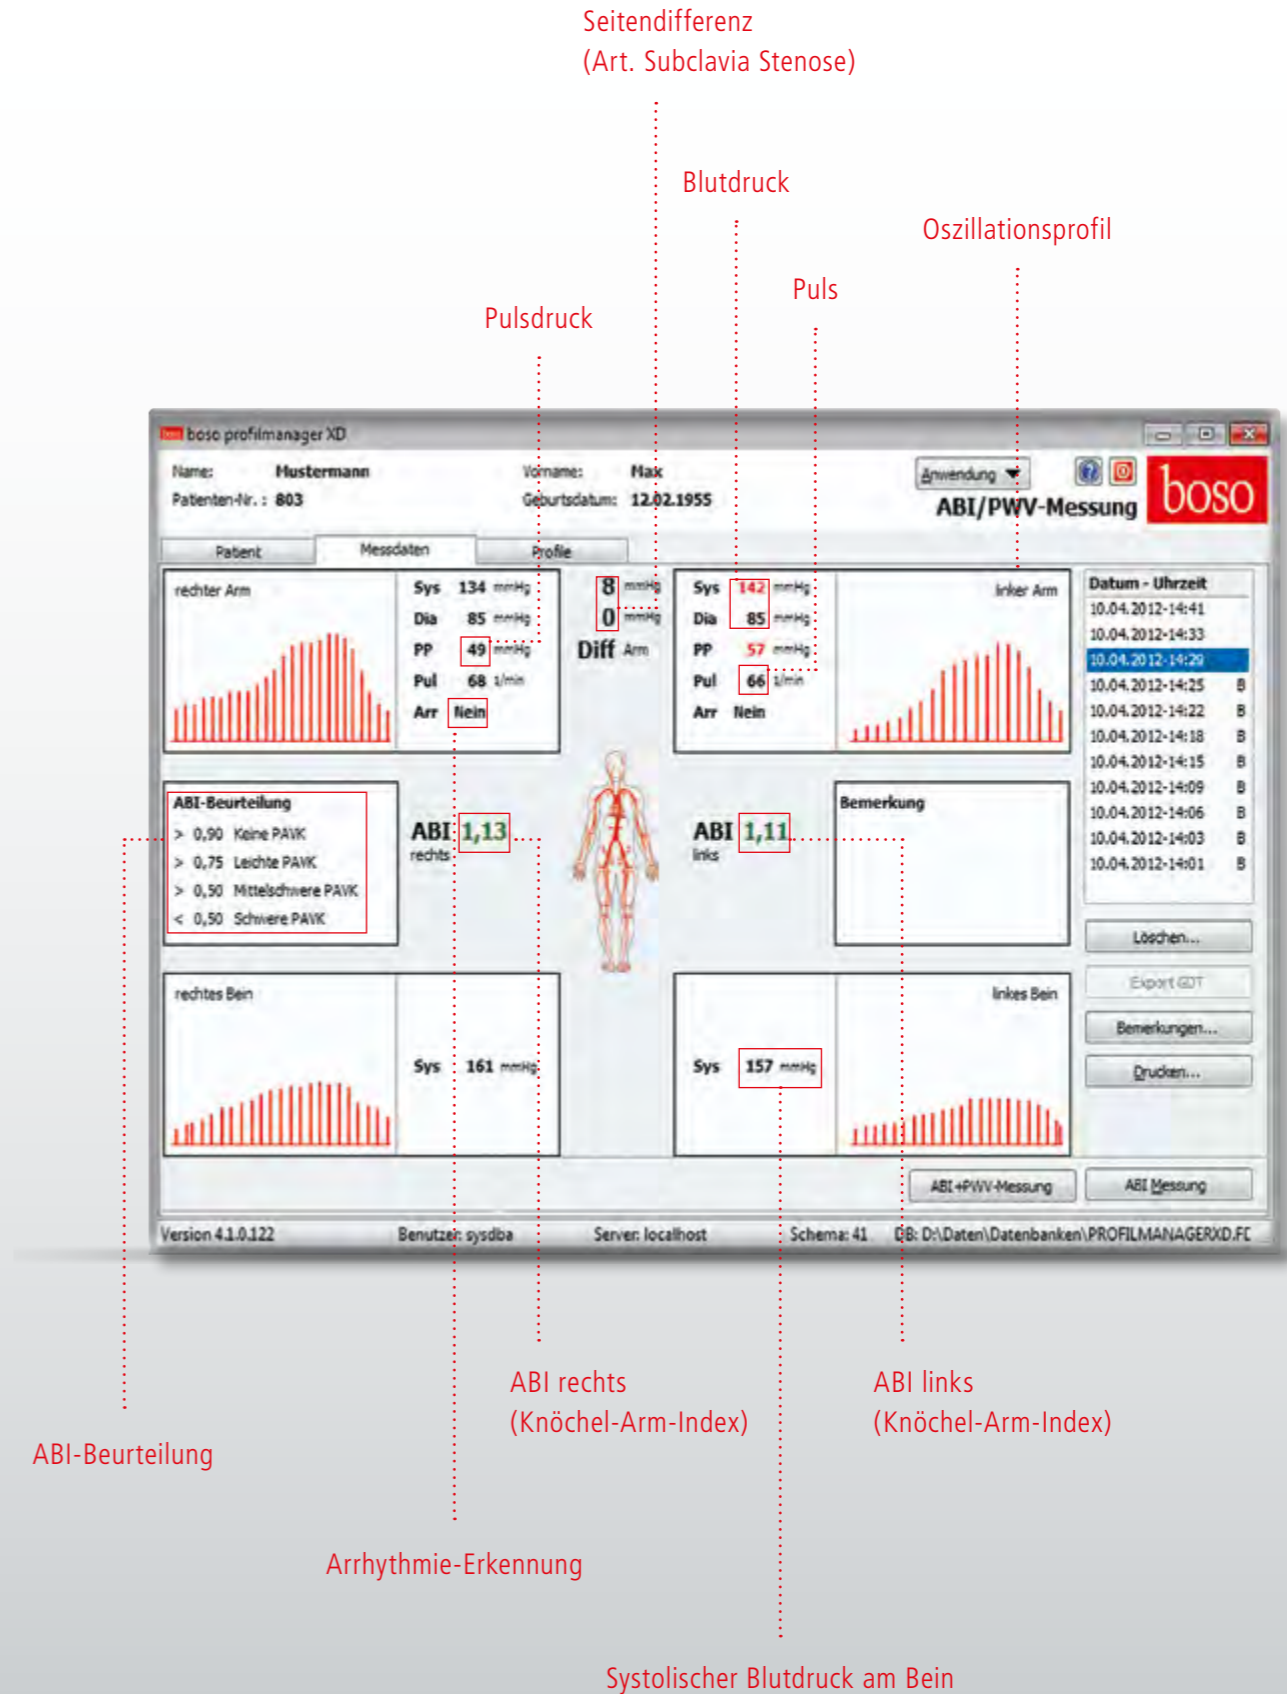 Seitendifferenz
(Art. Subclavia Stenose)
Blutdruck
Oszillationsprofil
Puls
Pulsdruck
boso boso profilmanager XD
Name: Mustermann Vorname: Max
Patienten-Nr. : 803 Geburtsdatum: 12.02.1955
Anwendung
ABI/PWV-Messung
boso
Patient Messdaten Profile
rechter Arm
Sys 134 mmHg
Dia 85 mmHg
PP 49 mmHg
Pul 68 1/min
Arr Nein
8 mmHg
0 mmHg
Diff Arm
Sys 142 mmHg
Dia 85 mmHg
PP 57 mmHg
Pul 66 1/min
Arr Nein
linker Arm
Datum - Uhrzeit
10.04.2012-14:41
10.04.2012-14:33
10.04.2012-14:29
10.04.2012-14:25 B
10.04.2012-14:22 B
10.04.2012-14:18 B
10.04.2012-14:15 B
10.04.2012-14:09 B
10.04.2012-14:06 B
10.04.2012-14:03 B
10.04.2012-14:01 B
ABI-Beurteilung
> 0,90 Keine PAVK
> 0,75 Leichte PAVK
> 0,50 Mittelschwere PAVK
< 0,50 Schwere PAVK
ABI 1,13
rechts
ABI 1,11
links
Bemerkung
Löschen...
Export GDT
Bemerkungen...
Drucken...
rechtes Bein
Sys 161 mmHg
Sys 157 mmHg
linkes Bein
ABI+PWV-Messung
ABI Messung
Version 4.1.0.122 Benutzer: sysdba Server: localhost Schema: 41 DB: D:\Daten\Datenbanken\PROFILMANAGERXD.FD
ABI rechts
(Knöchel-Arm-Index)
ABI links
(Knöchel-Arm-Index)
ABI-Beurteilung
Arrhythmie-Erkennung
Systolischer Blutdruck am Bein